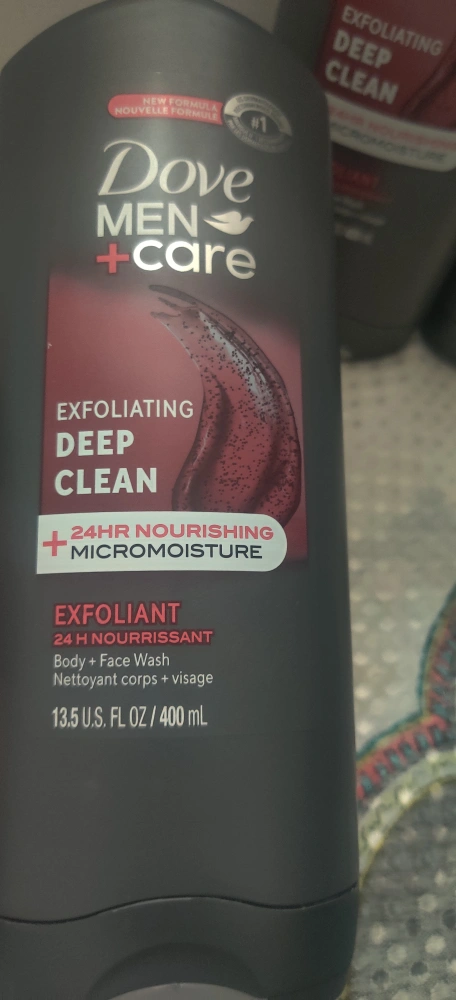 NEW FORMULA
NOUVELLE FORMULE
#1
Dove
MEN
+care
EXFOLIATING
DEEP
CLEAN
+ 24HR NOURISHING
MICROMOISTURE
EXFOLIANT
24 H NOURRISSANT
Body + Face Wash
Nettoyant corps + visage
13.5 U.S. FL OZ / 400 mL
EXFOLIATING
DEEP
CLEAN
MICROMOISTURE